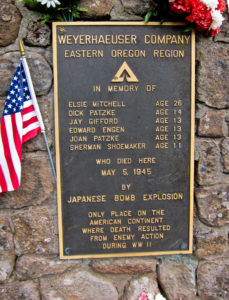 WEYERHAEUSER COMPANY
EASTERN OREGON REGION
IN MEMORY OF
ELSIE MITCHELL AGE 26
DICK PATZKE AGE 14
JAY GIFFORD AGE 13
EDWARD ENGEN AGE 13
JOAN PATZKE AGE 13
SHERMAN SHOEMAKER AGE 11
WHO DIED HERE
MAY 5, 1945
BY
JAPANESE BOMB EXPLOSION
ONLY PLACE ON THE
AMERICAN CONTINENT
WHERE DEATH RESULTED
FROM ENEMY ACTION
DURING WW II